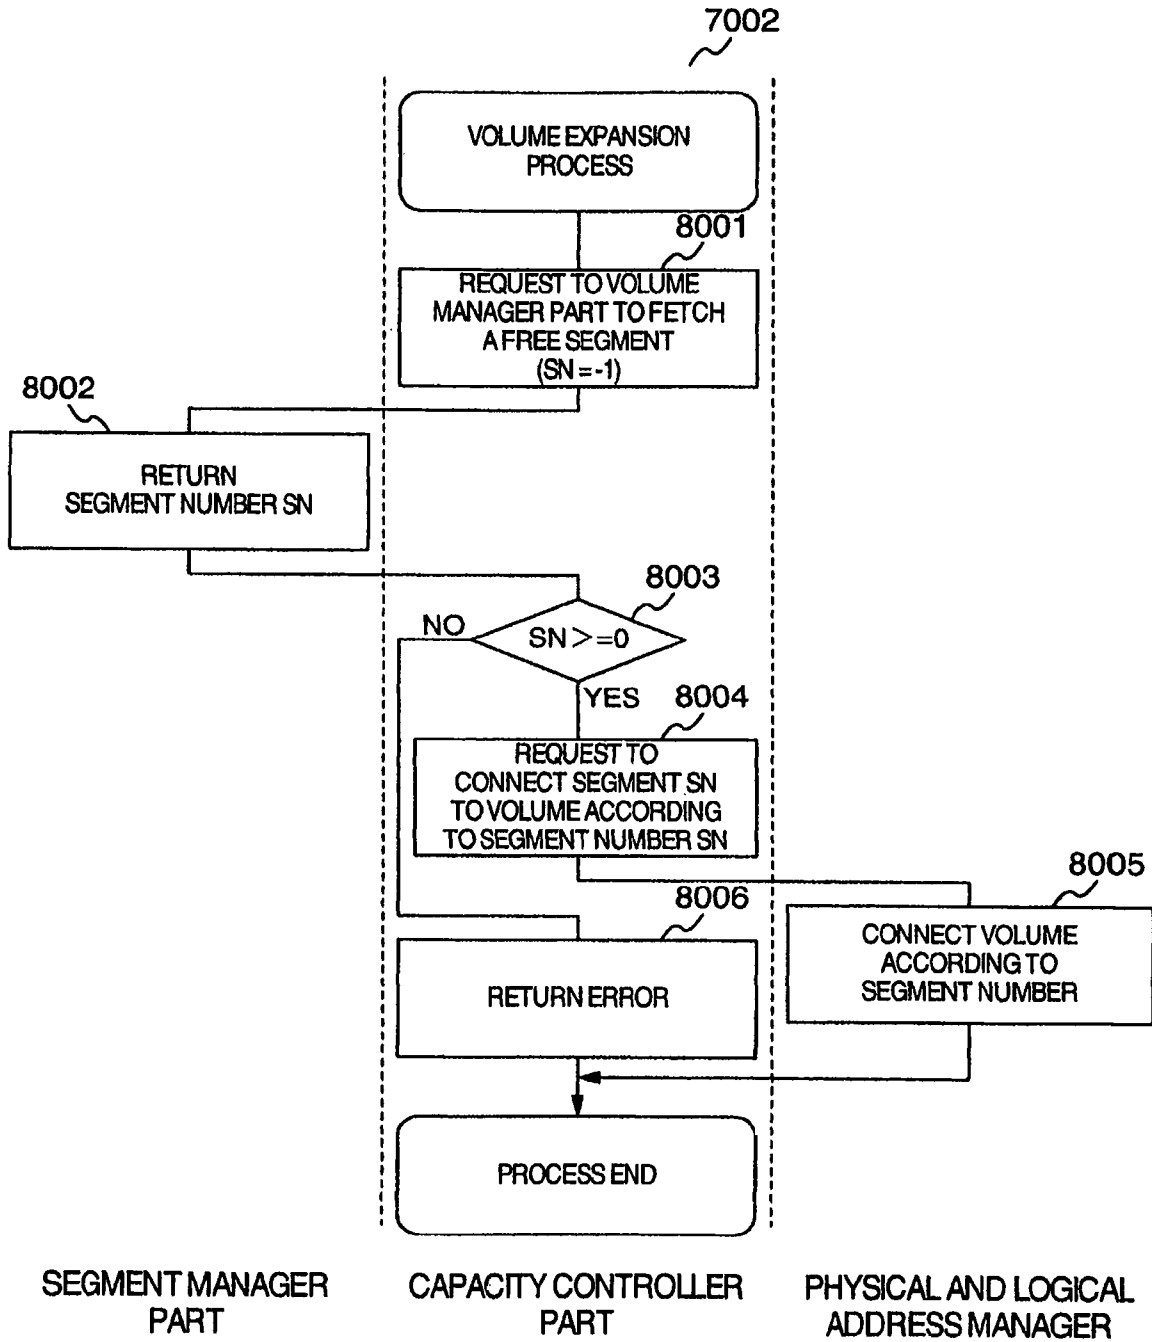 7002
VOLUME EXPANSION
PROCESS
8001
REQUEST TO VOLUME
MANAGER PART TO FETCH
A FREE SEGMENT
(SN = -1)
8002
RETURN
SEGMENT NUMBER SN
8003
NO
SN > =0
YES
8004
REQUEST TO
CONNECT SEGMENT SN
TO VOLUME ACCORDING
TO SEGMENT NUMBER SN
8005
CONNECT VOLUME
ACCORDING TO
SEGMENT NUMBER
8006
RETURN ERROR
PROCESS END
SEGMENT MANAGER
PART
CAPACITY CONTROLLER
PART
PHYSICAL AND LOGICAL
ADDRESS MANAGER